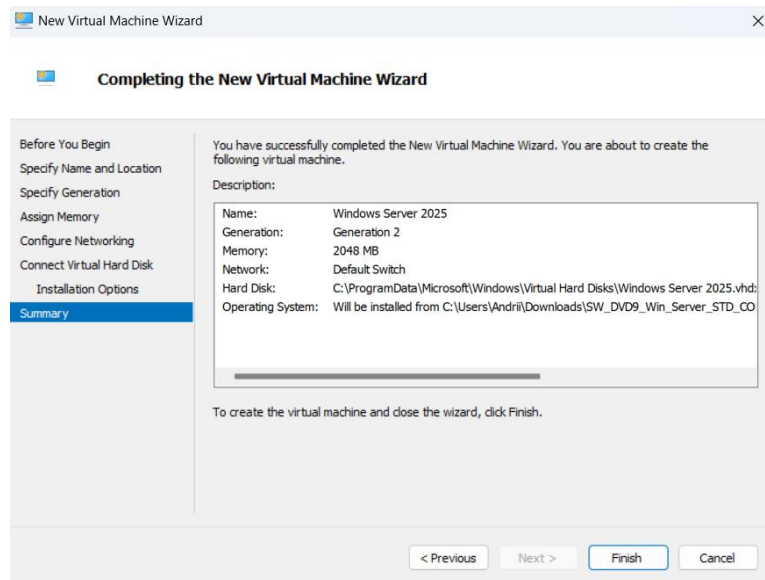 New Virtual Machine Wizard
Completing the New Virtual Machine Wizard
Before You Begin
Specify Name and Location
Specify Generation
Assign Memory
Configure Networking
Connect Virtual Hard Disk
Installation Options
Summary
You have successfully completed the New Virtual Machine Wizard. You are about to create the
following virtual machine.
Description:
Name: Windows Server 2025
Generation: Generation 2
Memory: 2048 MB
Network: Default Switch
Hard Disk: C:\ProgramData\Microsoft\Windows\Virtual Hard Disks\Windows Server 2025.vhd
Operating System: Will be installed from C:\Users\Andrii\Downloads\SW_DVD9_Win_Server_STD_CO
To create the virtual machine and close the wizard, click Finish.
< Previous Next > Finish Cancel